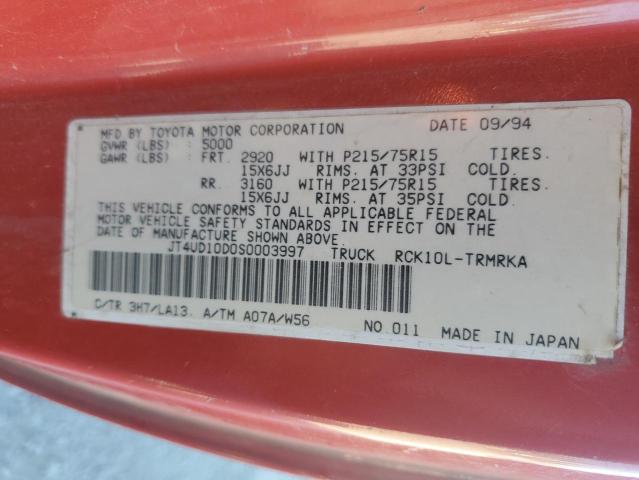 MFD BY TOYOTA MOTOR CORPORATION DATE 09/94
GVWR (LBS) : 5000
GAWR (LBS) : FRT. 2920 WITH P215/75R15 TIRES.
15X6JJ RIMS. AT 33PSI COLD.
RR. 3160 WITH P215/75R15 TIRES.
15X6JJ RIMS. AT 35PSI COLD.
THIS VEHICLE CONFORMS TO ALL APPLICABLE FEDERAL
MOTOR VEHICLE SAFETY STANDARDS IN EFFECT ON THE
DATE OF MANUFACTURE SHOWN ABOVE.
JT4UD10D0S0003997 TRUCK RCK10L-TRMRKA
C/TR 3H7/LA13. A/TM A07A/W56 NO 011 MADE IN JAPAN